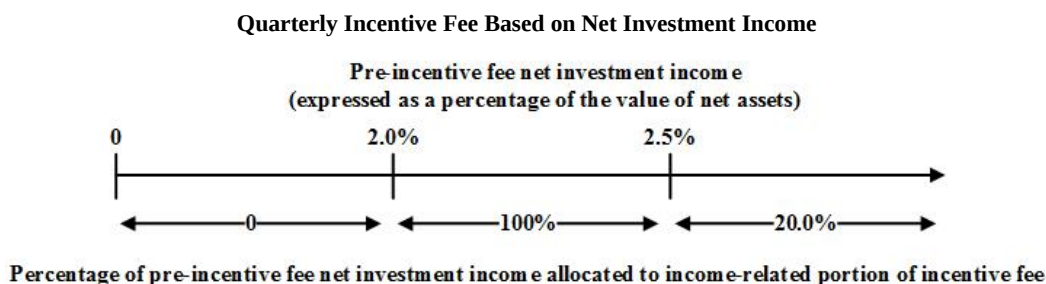 Quarterly Incentive Fee Based on Net Investment Income
Pre-incentive fee net investment income
(expressed as a percentage of the value of net assets)
0 2.0% 2.5%
0 100% 20.0%
Percentage of pre-incentive fee net investment income allocated to income-related portion of incentive fee